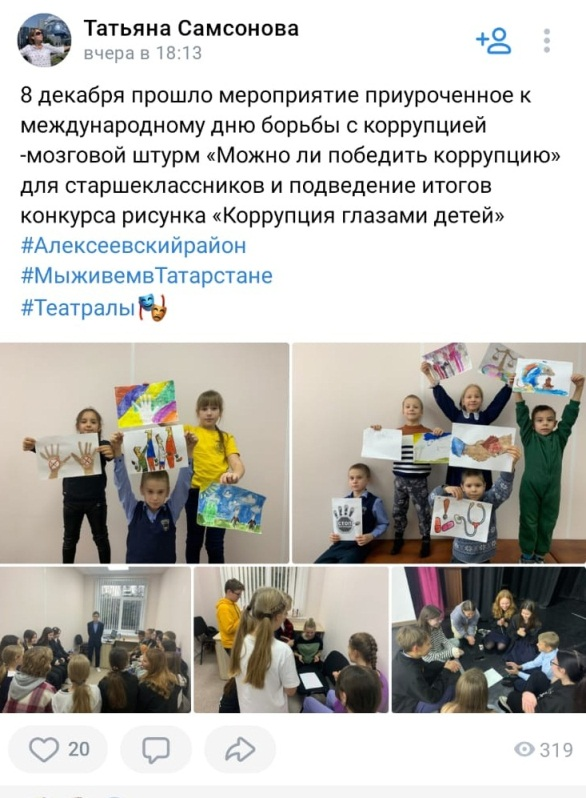 Татьяна Самсонова
вчера в 18:13
8 декабря прошло мероприятие приуроченное к
международному дню борьбы с коррупцией
-мозговой штурм «Можно ли победить коррупцию»
для старшеклассников и подведение итогов
конкурса рисунка «Коррупция глазами детей»
#Алексеевскийрайон
#МыживемвТатарстане
#Театралы
20
319